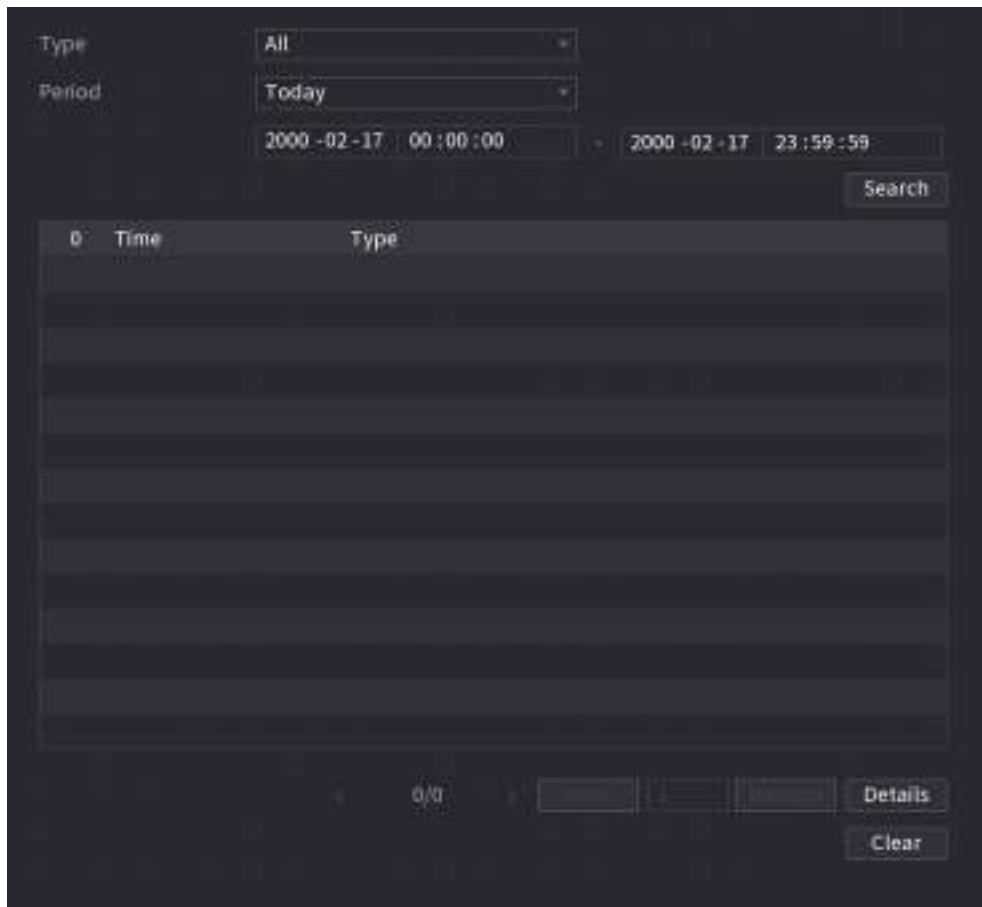 Type All
Period Today
2000 -02 -17 00 :00 :00 - 2000 -02 -17 23 :59 :59
Search
0 Time Type
0/0 Details
Clear